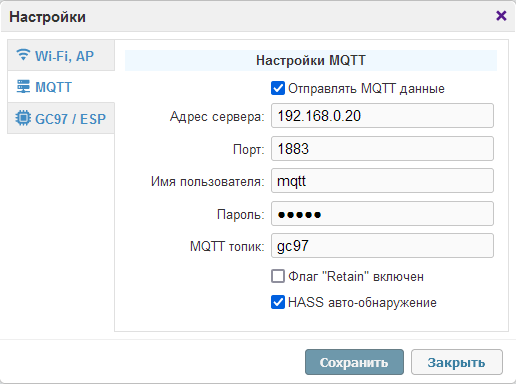 Настройки
Wi-Fi, AP
MQTT
GC97 / ESP
Настройки MQTT
Отправлять MQTT данные
Адрес сервера: 192.168.0.20
Порт: 1883
Имя пользователя: mqtt
Пароль: ●●●●●
MQTT топик: gc97
Флаг "Retain" включен
HASS авто-обнаружение
Сохранить Закрыть